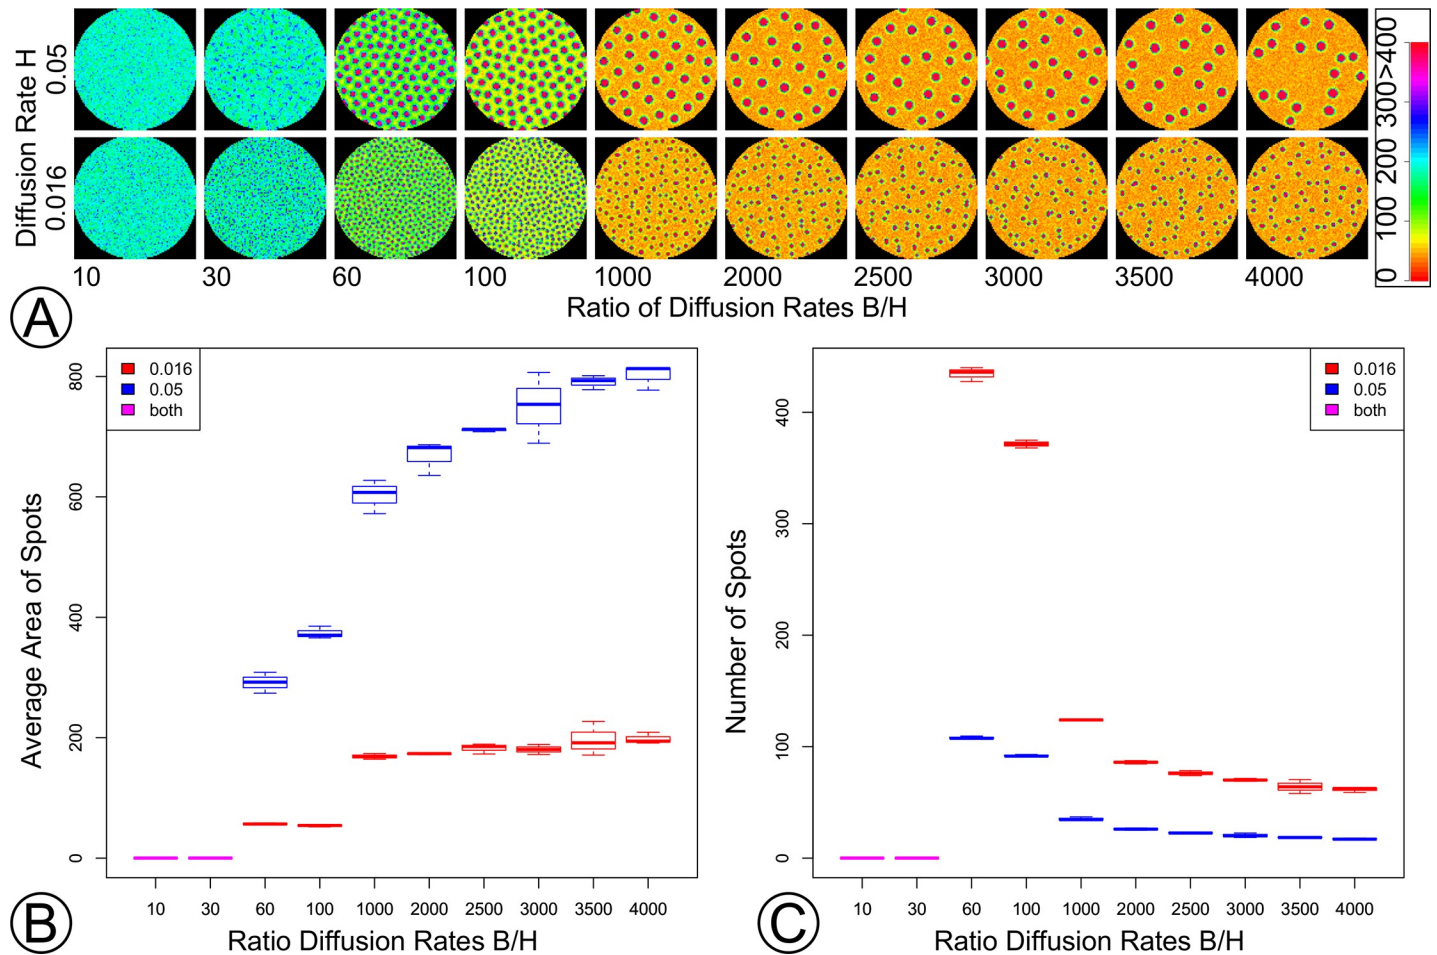 Diffusion Rate H
0.05
0.016
10 30 60 100 1000 2000 2500 3000 3500 4000
Ratio of Diffusion Rates B/H
0 100 200 300 >400
A
0.016
0.05
both
Average Area of Spots
800
600
400
200
0
10 30 60 100 1000 2000 2500 3000 3500 4000
Ratio Diffusion Rates B/H
B
0.016
0.05
both
Number of Spots
400
300
200
100
0
10 30 60 100 1000 2000 2500 3000 3500 4000
Ratio Diffusion Rates B/H
C